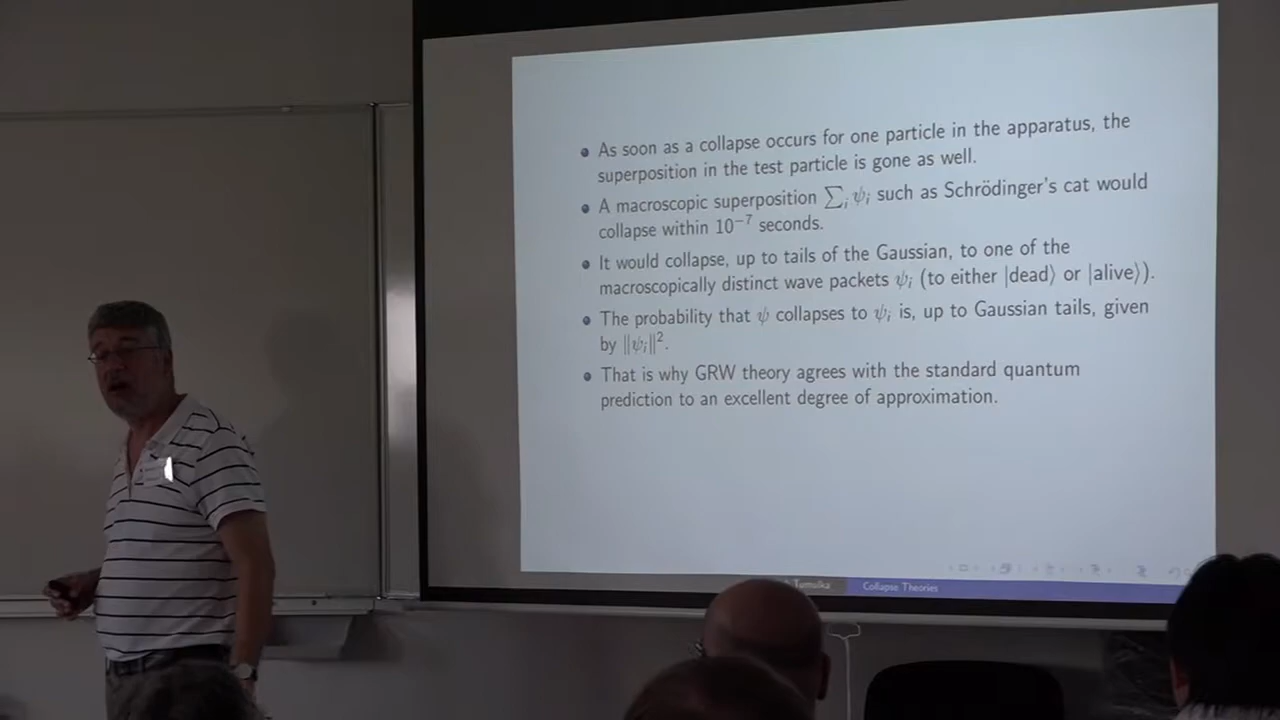 As soon as a collapse occurs for one particle in the apparatus, the
superposition in the test particle is gone as well.
A macroscopic superposition ∑ᵢ ψᵢ such as Schrödinger's cat would
collapse within 10⁻⁷ seconds.
It would collapse, up to tails of the Gaussian, to one of the
macroscopically distinct wave packets ψᵢ (to either |dead⟩ or |alive⟩).
The probability that ψ collapses to ψᵢ is, up to Gaussian tails, given
by ‖ψᵢ‖².
That is why GRW theory agrees with the standard quantum
prediction to an excellent degree of approximation.
Tumulka Collapse Theories